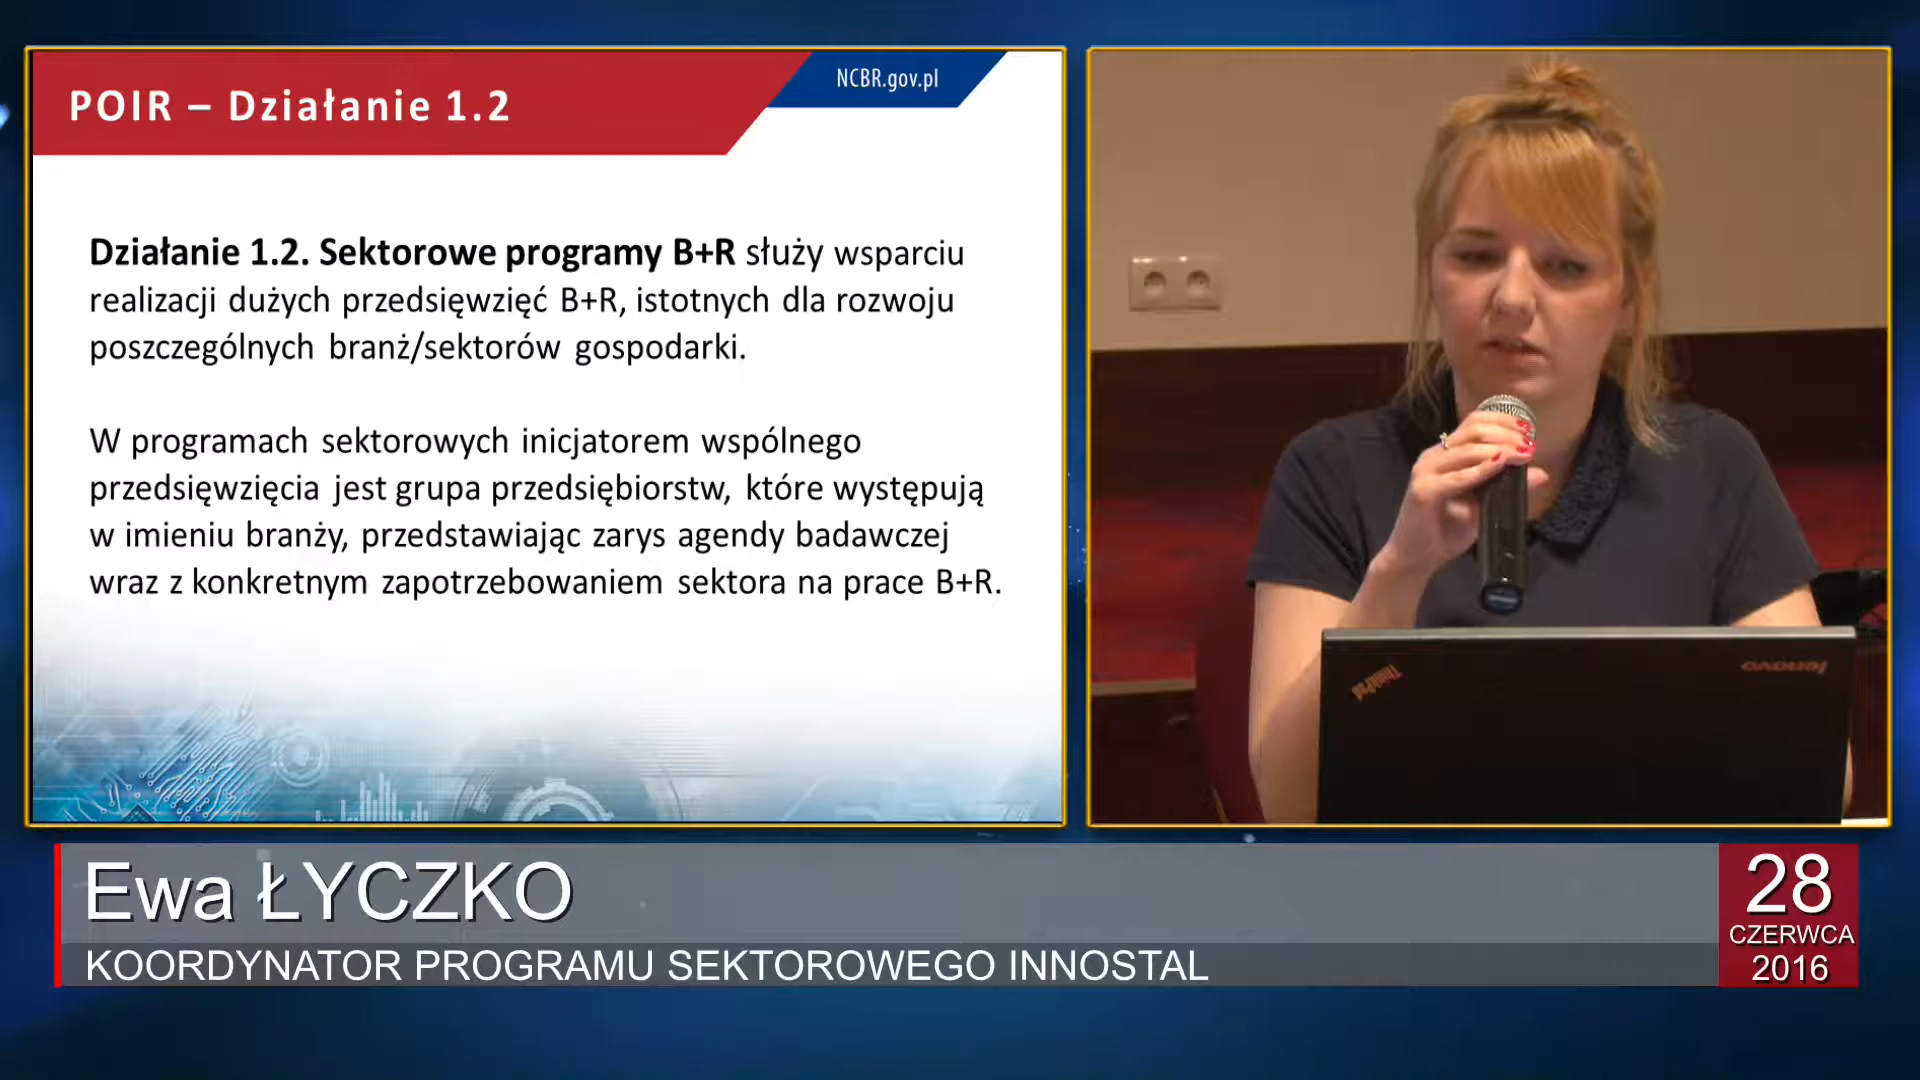 POIR – Działanie 1.2
NCBR.gov.pl
Działanie 1.2. Sektorowe programy B+R służy wsparciu
realizacji dużych przedsięwzięć B+R, istotnych dla rozwoju
poszczególnych branż/sektorów gospodarki.
W programach sektorowych inicjatorem wspólnego
przedsięwzięcia jest grupa przedsiębiorstw, które występują
w imieniu branży, przedstawiając zarys agendy badawczej
wraz z konkretnym zapotrzebowaniem sektora na prace B+R.
ThinkPad
lenovo
Ewa ŁYCZKO
KOORDYNATOR PROGRAMU SEKTOROWEGO INNOSTAL
28
CZERWCA
2016